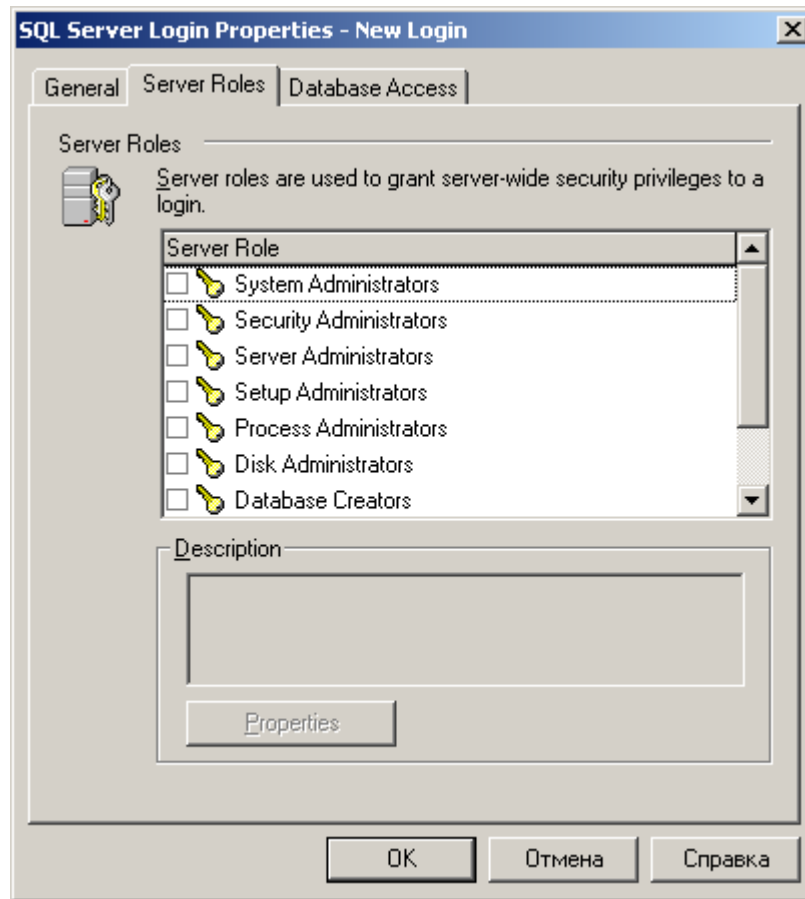 SQL Server Login Properties - New Login
General Server Roles Database Access
Server Roles
Server roles are used to grant server-wide security privileges to a
login.
Server Role
System Administrators
Security Administrators
Server Administrators
Setup Administrators
Process Administrators
Disk Administrators
Database Creators
Description
Properties
OK Отмена Справка